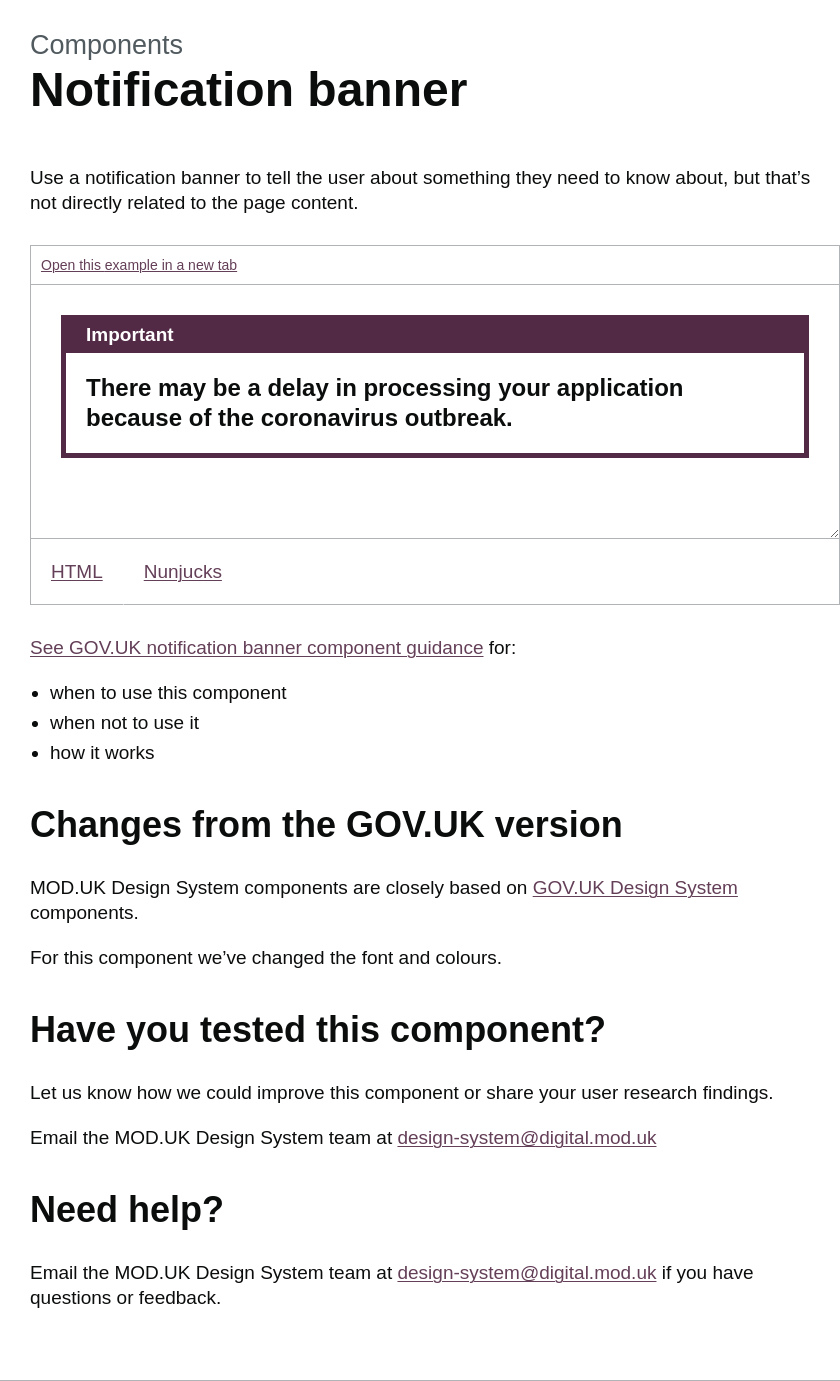 Components
Notification banner
Use a notification banner to tell the user about something they need to know about, but that’s
not directly related to the page content.
Open this example in a new tab
Important
There may be a delay in processing your application
because of the coronavirus outbreak.
HTML Nunjucks
See GOV.UK notification banner component guidance for:
• when to use this component
• when not to use it
• how it works
Changes from the GOV.UK version
MOD.UK Design System components are closely based on GOV.UK Design System
components.
For this component we’ve changed the font and colours.
Have you tested this component?
Let us know how we could improve this component or share your user research findings.
Email the MOD.UK Design System team at design-system@digital.mod.uk
Need help?
Email the MOD.UK Design System team at design-system@digital.mod.uk if you have
questions or feedback.